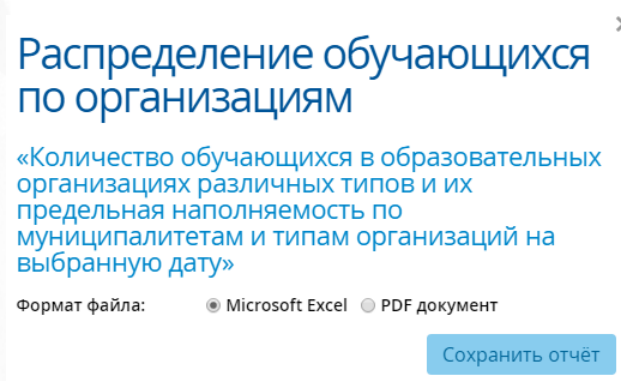 Распределение обучающихся
по организациям
«Количество обучающихся в образовательных
организациях различных типов и их
предельная наполняемость по
муниципалитетам и типам организаций на
выбранную дату»
Формат файла: Microsoft Excel PDF документ
Сохранить отчёт